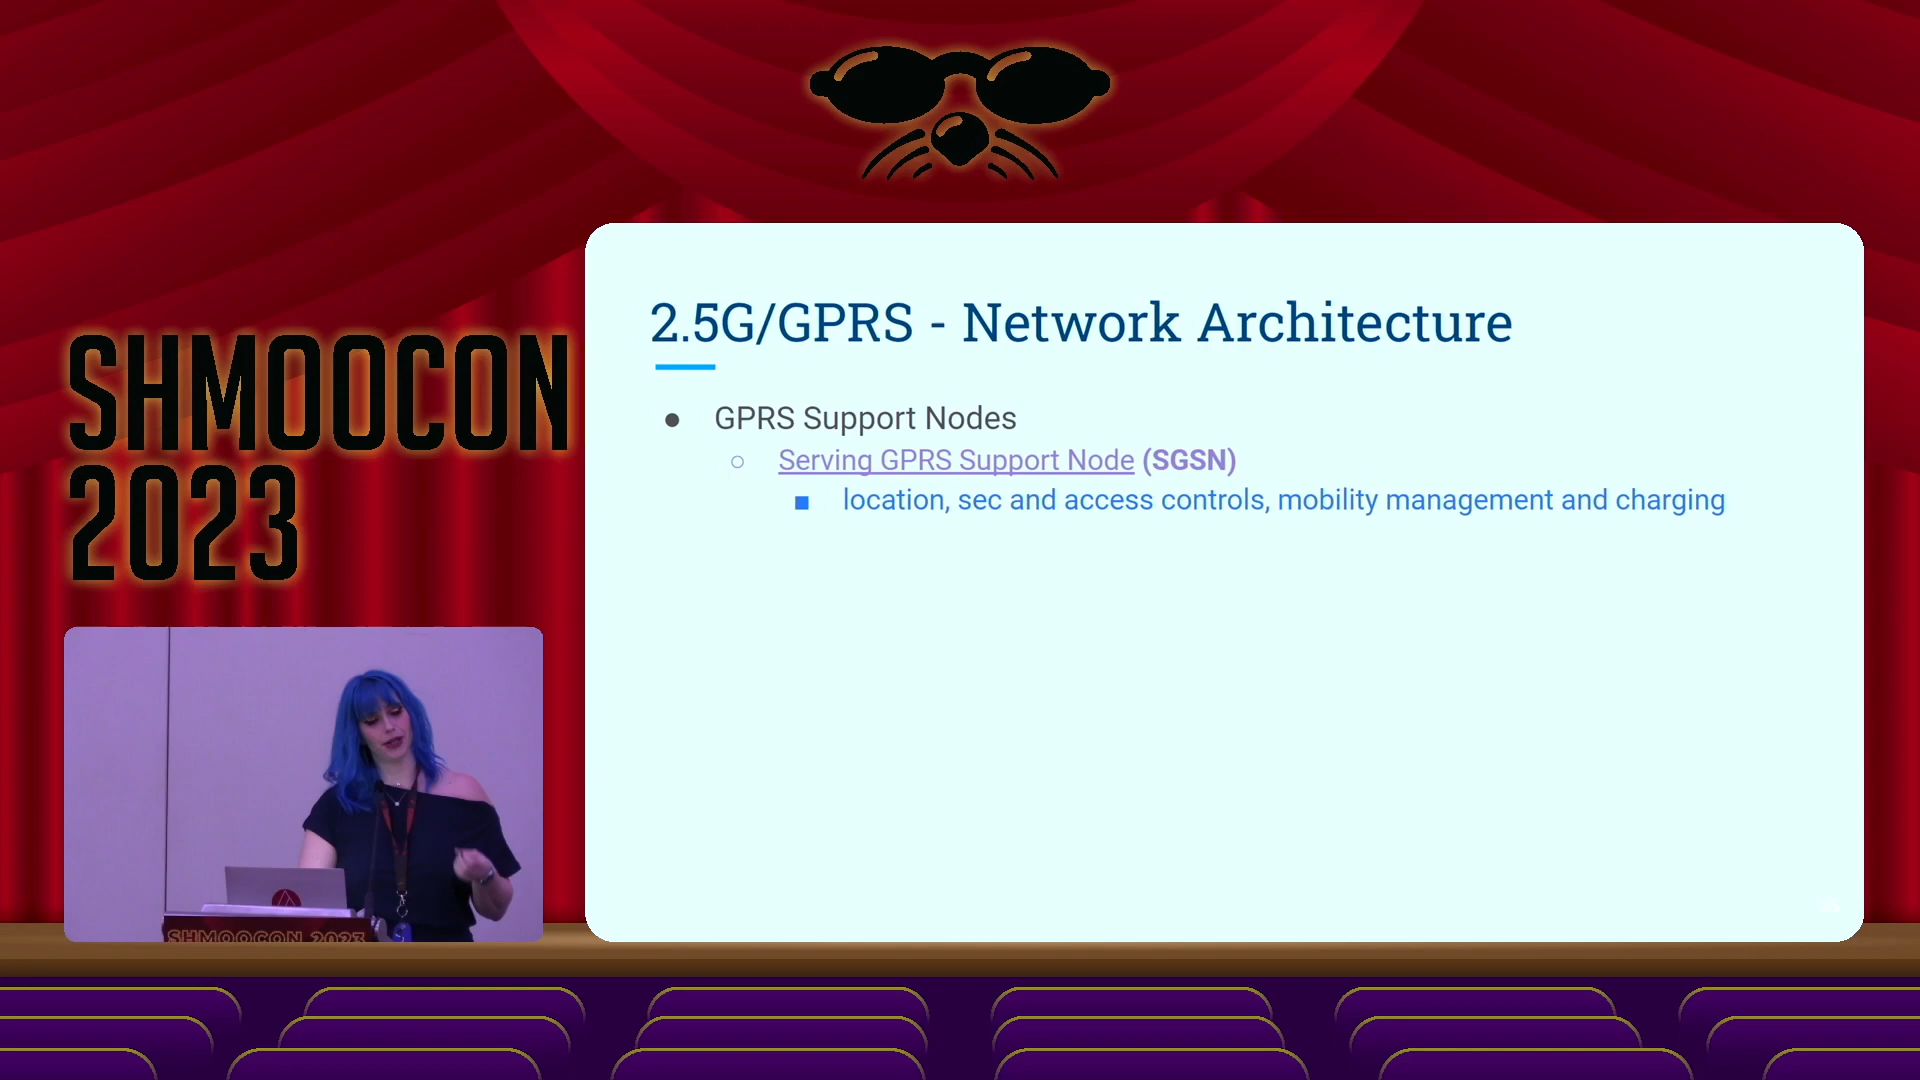 SHMOOCON
2023
2.5G/GPRS - Network Architecture
● GPRS Support Nodes
○ Serving GPRS Support Node (SGSN)
■ location, sec and access controls, mobility management and charging
SHMOOCON 2023